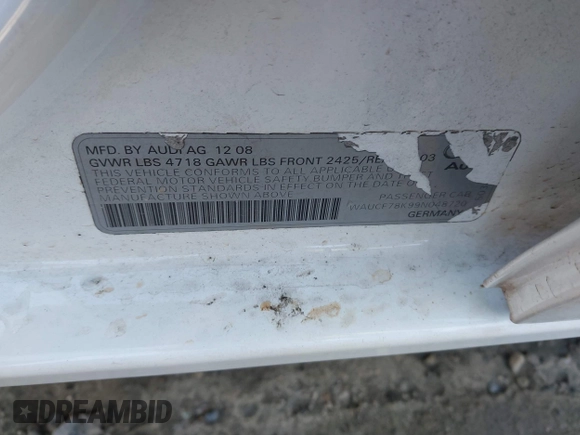 MFD. BY AUDI AG 12 08
GVWR LBS 4718 GAWR LBS FRONT 2425/RE 03
THIS VEHICLE CONFORMS TO ALL APPLICABLE
FEDERAL MOTOR VEHICLE SAFETY BUMPER AND
PREVENTION STANDARDS IN EFFECT ON THE DATE OF
MANUFACTURE SHOWN ABOVE.
PASSENGER CAR
GERMANY
DREAMBID